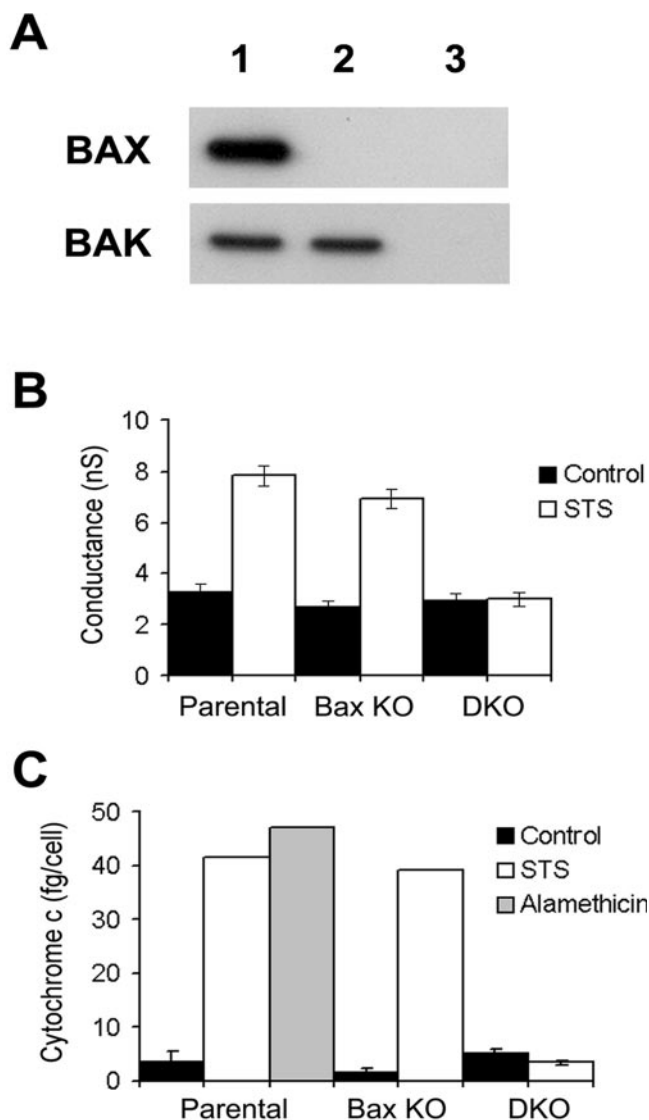 A
1 2 3
BAX
BAK
B
10
8
6
4
2
0
Conductance (nS)
Control
STS
Parental Bax KO DKO
C
50
40
30
20
10
0
Cytochrome c (fg/cell)
Control
STS
Alamethicin
Parental Bax KO DKO